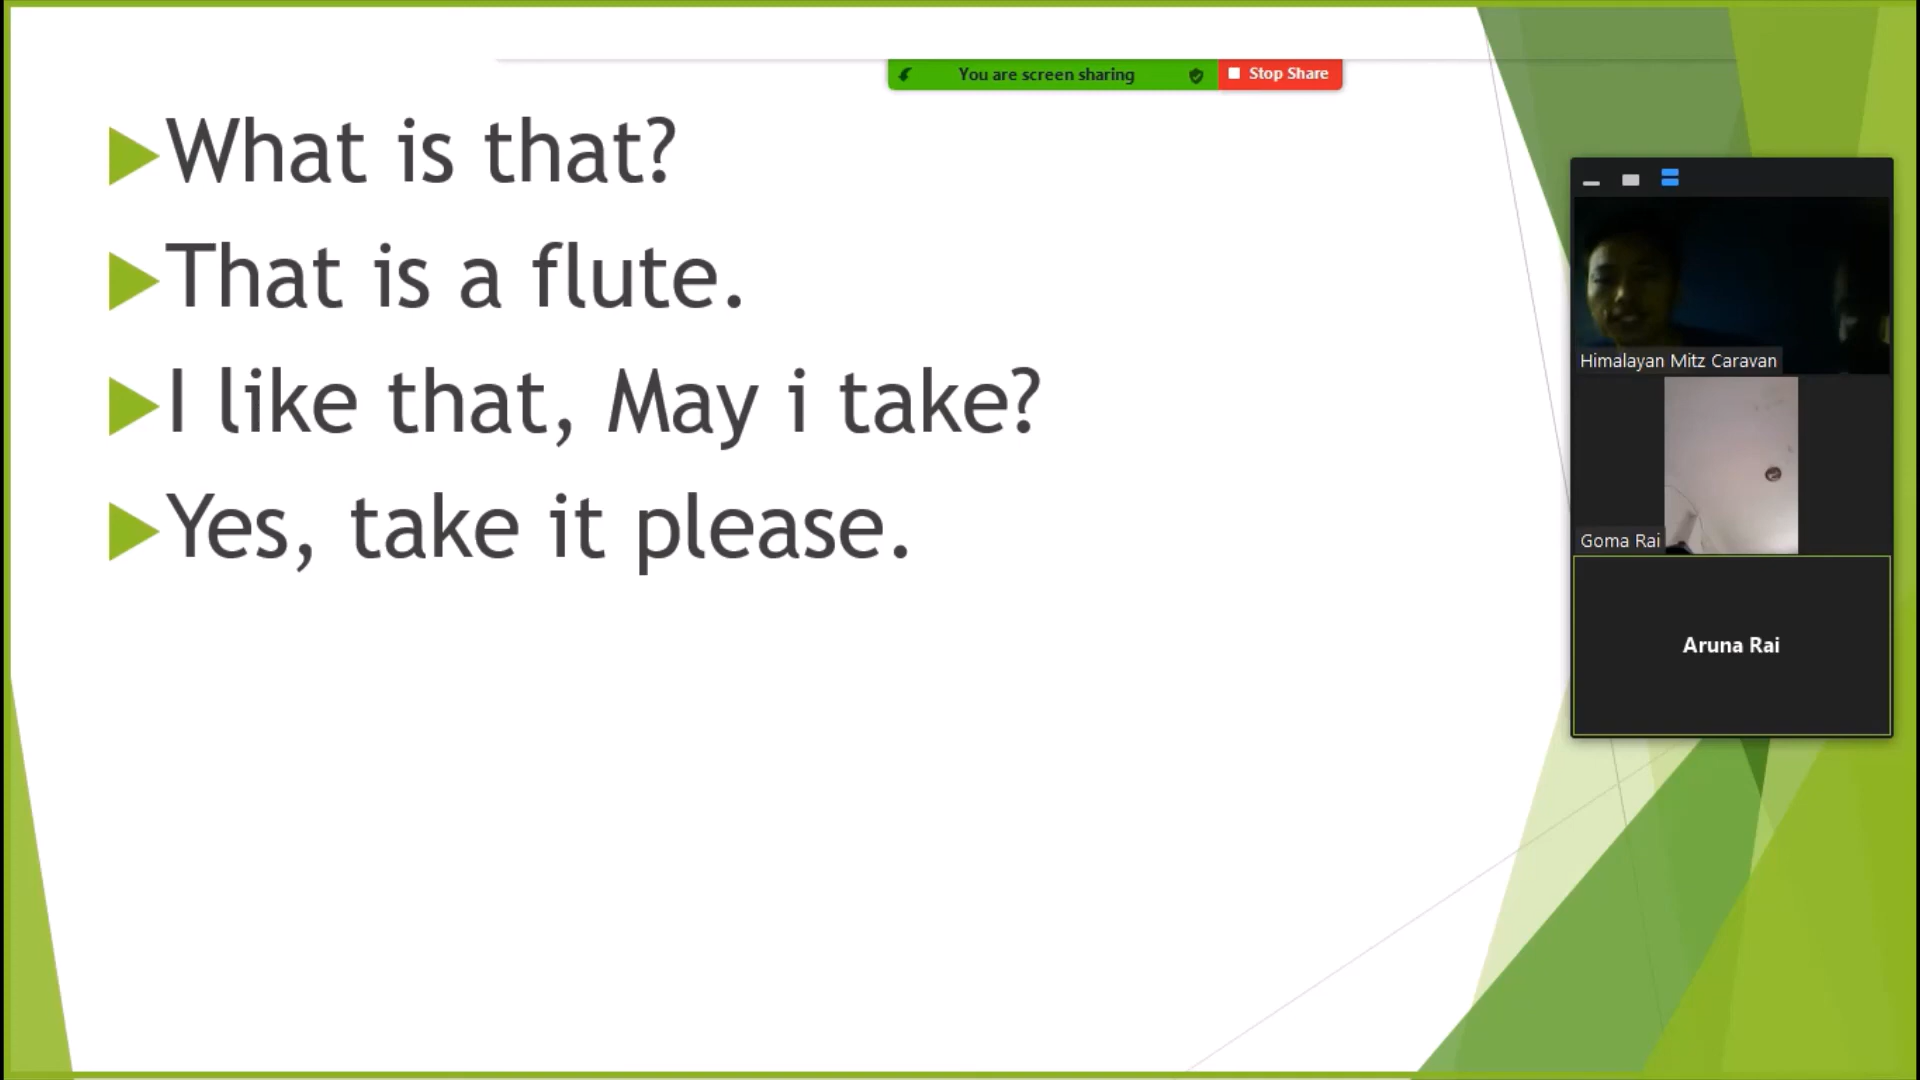 You are screen sharing Stop Share
What is that?
That is a flute.
I like that, May i take?
Yes, take it please.
Himalayan Mitz Caravan
Goma Rai
Aruna Rai